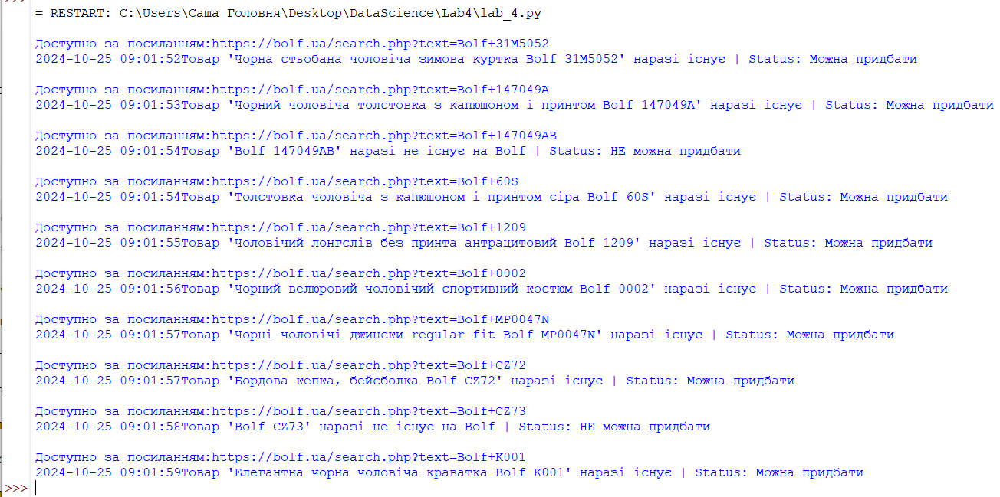 = RESTART: C:\Users\Саша Головня\Desktop\DataScience\Lab4\lab_4.py
Доступно за посиланням:https://bolf.ua/search.php?text=Bolf+31M5052
2024-10-25 09:01:52Товар 'Чорна стьобана чоловіча зимова куртка Bolf 31M5052' наразі існує | Status: Можна придбати
Доступно за посиланням:https://bolf.ua/search.php?text=Bolf+147049A
2024-10-25 09:01:53Товар 'Чорний чоловіча толстовка з капюшоном і принтом Bolf 147049A' наразі існує | Status: Можна придбати
Доступно за посиланням:https://bolf.ua/search.php?text=Bolf+147049AB
2024-10-25 09:01:54Товар 'Bolf 147049AB' наразі не існує на Bolf | Status: НЕ можна придбати
Доступно за посиланням:https://bolf.ua/search.php?text=Bolf+60S
2024-10-25 09:01:54Товар 'Толстовка чоловіча з капюшоном і принтом сіра Bolf 60S' наразі існує | Status: Можна придбати
Доступно за посиланням:https://bolf.ua/search.php?text=Bolf+1209
2024-10-25 09:01:55Товар 'Чоловічий лонгслів без принта антрацитовий Bolf 1209' наразі існує | Status: Можна придбати
Доступно за посиланням:https://bolf.ua/search.php?text=Bolf+0002
2024-10-25 09:01:56Товар 'Чорний велюровий чоловічий спортивний костюм Bolf 0002' наразі існує | Status: Можна придбати
Доступно за посиланням:https://bolf.ua/search.php?text=Bolf+MP0047N
2024-10-25 09:01:57Товар 'Чорні чоловічі джински regular fit Bolf MP0047N' наразі існує | Status: Можна придбати
Доступно за посиланням:https://bolf.ua/search.php?text=Bolf+CZ72
2024-10-25 09:01:57Товар 'Бордова кепка, бейсболка Bolf CZ72' наразі існує | Status: Можна придбати
Доступно за посиланням:https://bolf.ua/search.php?text=Bolf+CZ73
2024-10-25 09:01:58Товар 'Bolf CZ73' наразі не існує на Bolf | Status: НЕ можна придбати
Доступно за посиланням:https://bolf.ua/search.php?text=Bolf+K001
2024-10-25 09:01:59Товар 'Елегантна чорна чоловіча краватка Bolf K001' наразі існує | Status: Можна придбати
>>>